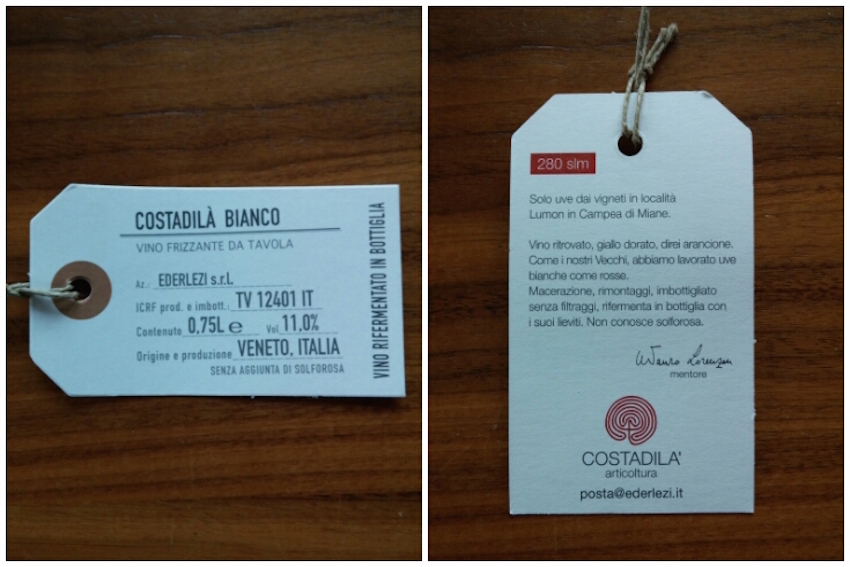 COSTADILÀ BIANCO
VINO FRIZZANTE DA TAVOLA
Az.: EDERLEZI s.r.l.
ICRF prod. e imbott.: TV 12401 IT
Contenuto 0,75L e Vol 11,0%
Origine e produzione VENETO, ITALIA
SENZA AGGIUNTA DI SOLFOROSA
VINO RIFERMENTATO IN BOTTIGLIA
280 slm
Solo uve dai vigneti in località
Lumon in Campea di Miane.
Vino ritrovato, giallo dorato, direi arancione.
Come i nostri Vecchi, abbiamo lavorato uve
bianche come rosse.
Macerazione, rimontaggi, imbottigliato
senza filtraggi, rifermenta in bottiglia con
i suoi lieviti. Non conosce solforosa.
Mauro Lorenzon
mentore
COSTADILA'
articoltura
posta@ederlezi.it